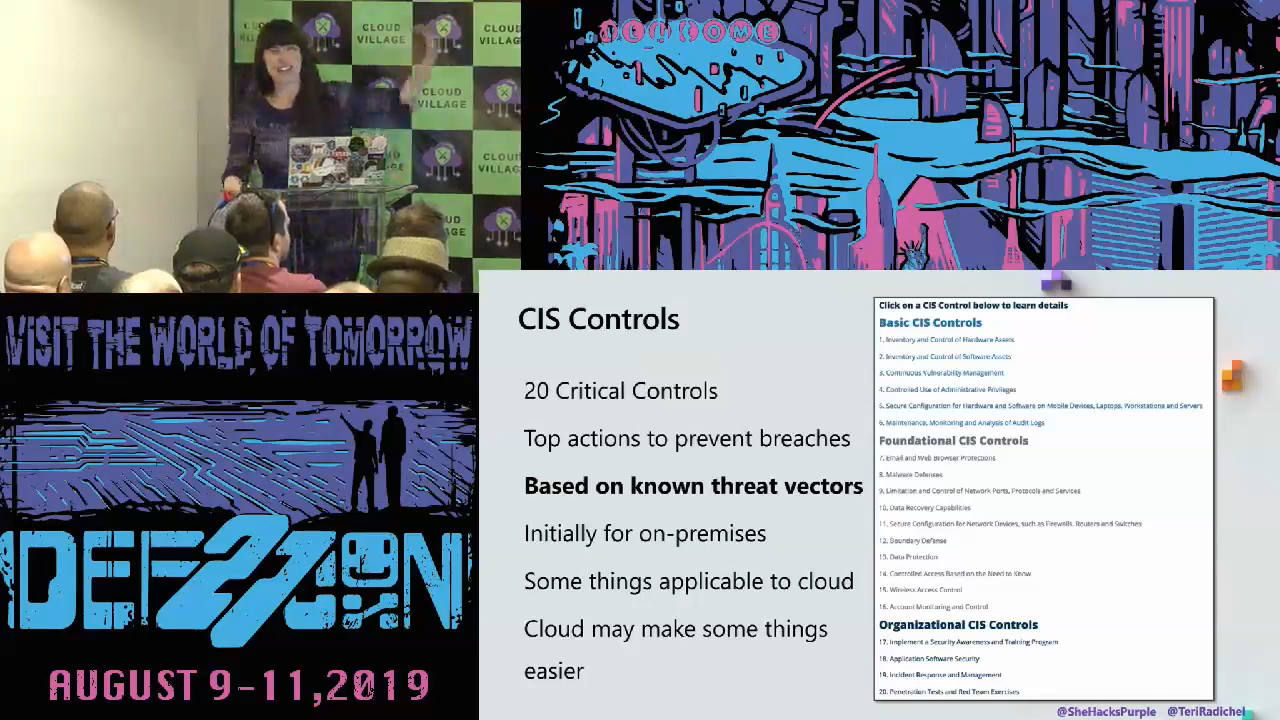 CLOUD
VILLAGE
CLOUD
VILLAGE
CLOUD
VILLAGE
CLOUD
WELCOME
VISIT THE WORLD OF TOMORROW
DEFCON
AUGUST 9-11, 2019
CIS Controls
20 Critical Controls
Top actions to prevent breaches
Based on known threat vectors
Initially for on-premises
Some things applicable to cloud
Cloud may make some things
easier
Click on a CIS Control below to learn details
Basic CIS Controls
1. Inventory and Control of Hardware Assets
2. Inventory and Control of Software Assets
3. Continuous Vulnerability Management
4. Controlled Use of Administrative Privileges
5. Secure Configuration for Hardware and Software on Mobile Devices, Laptops, Workstations and Servers
6. Maintenance, Monitoring and Analysis of Audit Logs
Foundational CIS Controls
7. Email and Web Browser Protections
8. Malware Defenses
9. Limitation and Control of Network Ports, Protocols and Services
10. Data Recovery Capabilities
11. Secure Configuration for Network Devices, such as Firewalls, Routers and Switches
12. Boundary Defense
13. Data Protection
14. Controlled Access Based on the Need to Know
15. Wireless Access Control
16. Account Monitoring and Control
Organizational CIS Controls
17. Implement a Security Awareness and Training Program
18. Application Software Security
19. Incident Response and Management
20. Penetration Tests and Red Team Exercises
@SheHacksPurple @TeriRadichel